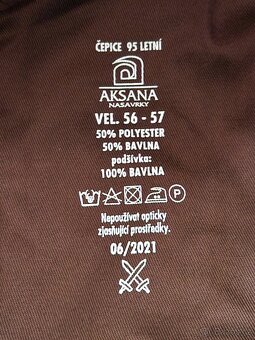 ČEPICE 95 LETNÍ
AKSANA
NASAVRKY
VEL. 56 - 57
50% POLYESTER
50% BAVLNA
podšívka:
100% BAVLNA
P
Nepoužívat opticky
zjasňující prostředky.
06/2021